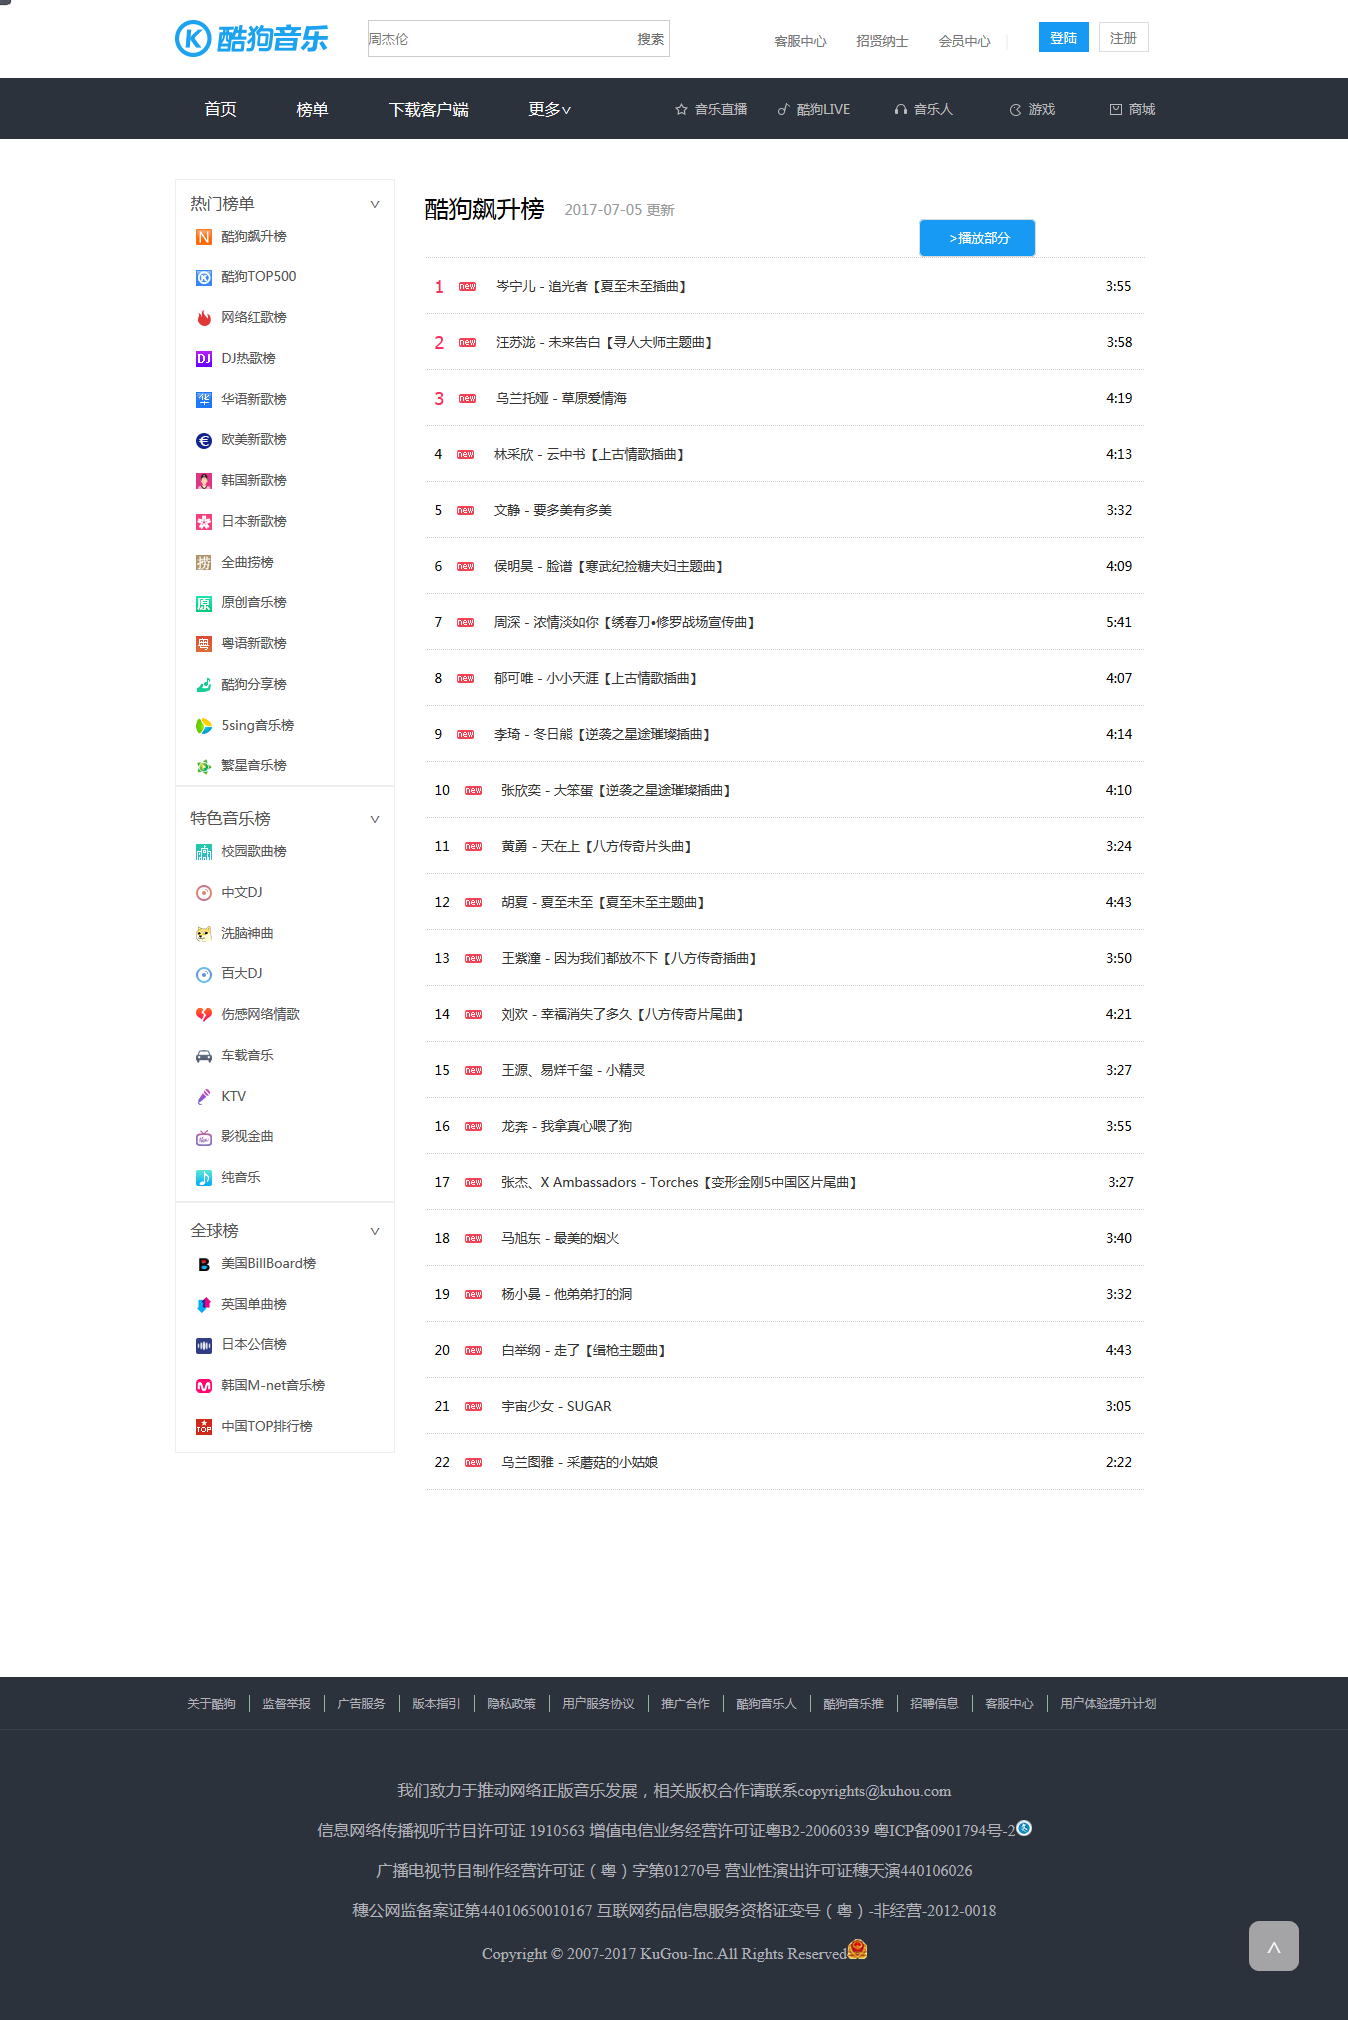 酷狗音乐
周杰伦 搜索
客服中心 招贤纳士 会员中心 登陆 注册
首页 榜单 下载客户端 更多 音乐直播 酷狗LIVE 音乐人 游戏 商城
热门榜单
酷狗飙升榜
酷狗TOP500
网络红歌榜
DJ热歌榜
华语新歌榜
欧美新歌榜
韩国新歌榜
日本新歌榜
全曲捞榜
原创音乐榜
粤语新歌榜
酷狗分享榜
5sing音乐榜
繁星音乐榜
特色音乐榜
校园歌曲榜
中文DJ
洗脑神曲
百大DJ
伤感网络情歌
车载音乐
KTV
影视金曲
纯音乐
全球榜
美国BillBoard榜
英国单曲榜
日本公信榜
韩国M-net音乐榜
中国TOP排行榜
酷狗飙升榜 2017-07-05 更新
>播放部分
1 new 岑宁儿 - 追光者【夏至未至插曲】 3:55
2 new 汪苏泷 - 未来告白【寻人大师主题曲】 3:58
3 new 乌兰托娅 - 草原爱情海 4:19
4 new 林采欣 - 云中书【上古情歌插曲】 4:13
5 new 文静 - 要多美有多美 3:32
6 new 侯明昊 - 脸谱【寒武纪捡糖夫妇主题曲】 4:09
7 new 周深 - 浓情淡如你【绣春刀•修罗战场宣传曲】 5:41
8 new 郁可唯 - 小小天涯【上古情歌插曲】 4:07
9 new 李琦 - 冬日熊【逆袭之星途璀璨插曲】 4:14
10 new 张欣奕 - 大笨蛋【逆袭之星途璀璨插曲】 4:10
11 new 黄勇 - 天在上【八方传奇片头曲】 3:24
12 new 胡夏 - 夏至未至【夏至未至主题曲】 4:43
13 new 王紫潼 - 因为我们都放不下【八方传奇插曲】 3:50
14 new 刘欢 - 幸福消失了多久【八方传奇片尾曲】 4:21
15 new 王源、易烊千玺 - 小精灵 3:27
16 new 龙奔 - 我拿真心喂了狗 3:55
17 new 张杰、X Ambassadors - Torches【变形金刚5中国区片尾曲】 3:27
18 new 马旭东 - 最美的烟火 3:40
19 new 杨小曼 - 他弟弟打的洞 3:32
20 new 白举纲 - 走了【缉枪主题曲】 4:43
21 new 宇宙少女 - SUGAR 3:05
22 new 乌兰图雅 - 采蘑菇的小姑娘 2:22
关于酷狗 监督举报 广告服务 版本指引 隐私政策 用户服务协议 推广合作 酷狗音乐人 酷狗音乐推 招聘信息 客服中心 用户体验提升计划
我们致力于推动网络正版音乐发展，相关版权合作请联系copyrights@kuhou.com
信息网络传播视听节目许可证 1910563 增值电信业务经营许可证粤B2-20060339 粤ICP备0901794号-2
广播电视节目制作经营许可证（粤）字第01270号 营业性演出许可证穗天演440106026
穗公网监备案证第44010650010167 互联网药品信息服务资格证变号（粤）-非经营-2012-0018
Copyright © 2007-2017 KuGou-Inc.All Rights Reserved